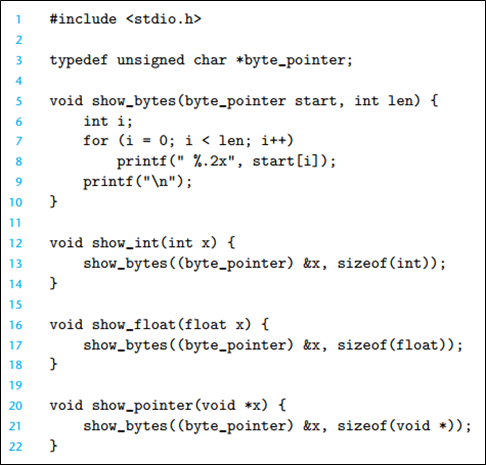 1 #include <stdio.h>
2
3 typedef unsigned char *byte_pointer;
4
5 void show_bytes(byte_pointer start, int len) {
6     int i;
7     for (i = 0; i < len; i++)
8         printf(" %.2x", start[i]);
9     printf("\n");
10 }
11
12 void show_int(int x) {
13     show_bytes((byte_pointer) &x, sizeof(int));
14 }
15
16 void show_float(float x) {
17     show_bytes((byte_pointer) &x, sizeof(float));
18 }
19
20 void show_pointer(void *x) {
21     show_bytes((byte_pointer) &x, sizeof(void *));
22 }